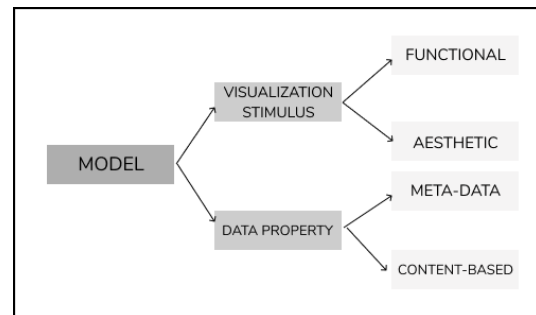 MODEL
VISUALIZATION
STIMULUS
FUNCTIONAL
AESTHETIC
DATA PROPERTY
META-DATA
CONTENT-BASED